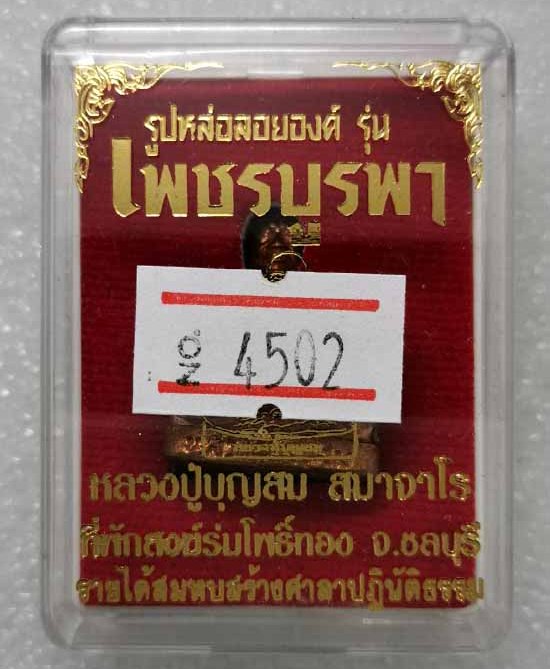 รูปหล่อลอยองค์ รุ่น
เพชรบูรพา
NO. 4502
หลวงปู่บุญสม สมาจาโร
ที่พักสงฆ์ร่มโพธิ์ทอง จ.ชลบุรี
รายได้สมทบสร้างศาลาปฏิบัติธรรม